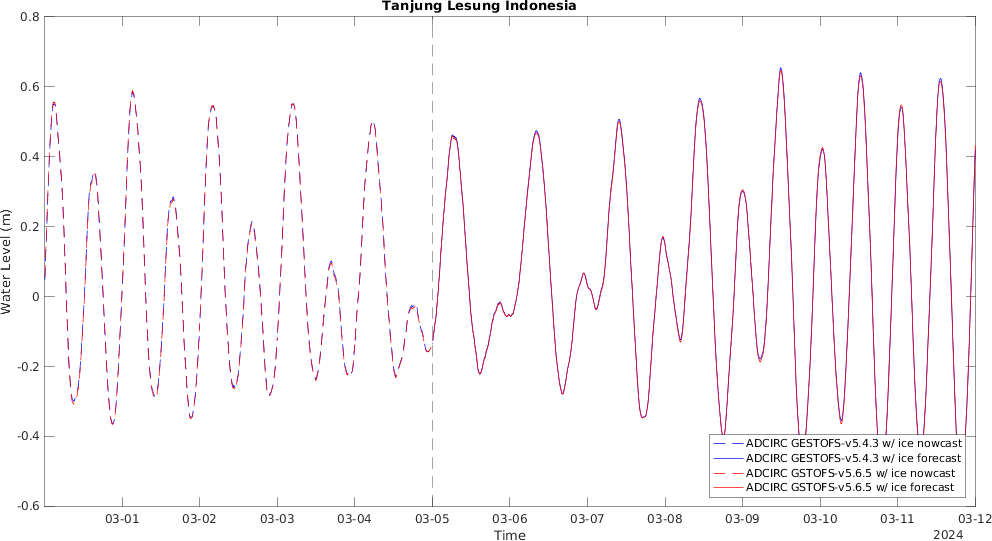 Tanjung Lesung Indonesia
0.8
0.6
0.4
0.2
0
-0.2
-0.4
-0.6
Water Level (m)
ADCIRC GESTOFS-v5.4.3 w/ ice nowcast
ADCIRC GESTOFS-v5.4.3 w/ ice forecast
ADCIRC GSTOFS-v5.6.5 w/ ice nowcast
ADCIRC GSTOFS-v5.6.5 w/ ice forecast
03-01 03-02 03-03 03-04 03-05 03-06 03-07 03-08 03-09 03-10 03-11 03-12
Time
2024